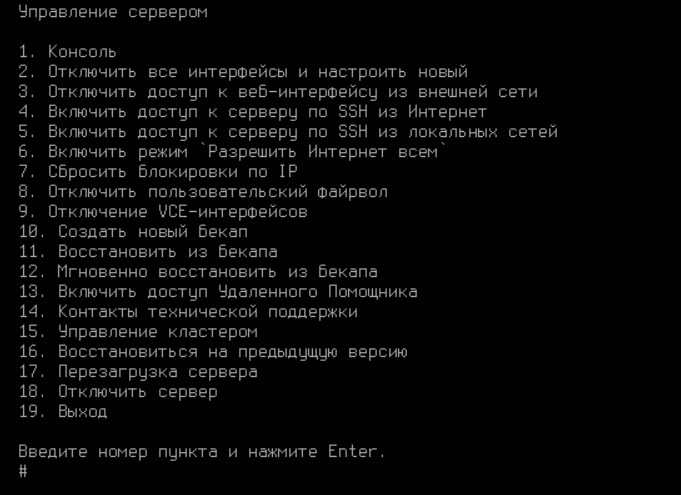 Управление сервером
1. Консоль
2. Отключить все интерфейсы и настроить новый
3. Отключить доступ к веб-интерфейсу из внешней сети
4. Включить доступ к серверу по SSH из Интернет
5. Включить доступ к серверу по SSH из локальных сетей
6. Включить режим `Разрешить Интернет всем`
7. Сбросить блокировки по IP
8. Отключить пользовательский файрвол
9. Отключение VCE-интерфейсов
10. Создать новый бекап
11. Восстановить из бекапа
12. Мгновенно восстановить из бекапа
13. Включить доступ Удаленного Помощника
14. Контакты технической поддержки
15. Управление кластером
16. Восстановиться на предыдущую версию
17. Перезагрузка сервера
18. Отключить сервер
19. Выход
Введите номер пункта и нажмите Enter.
#